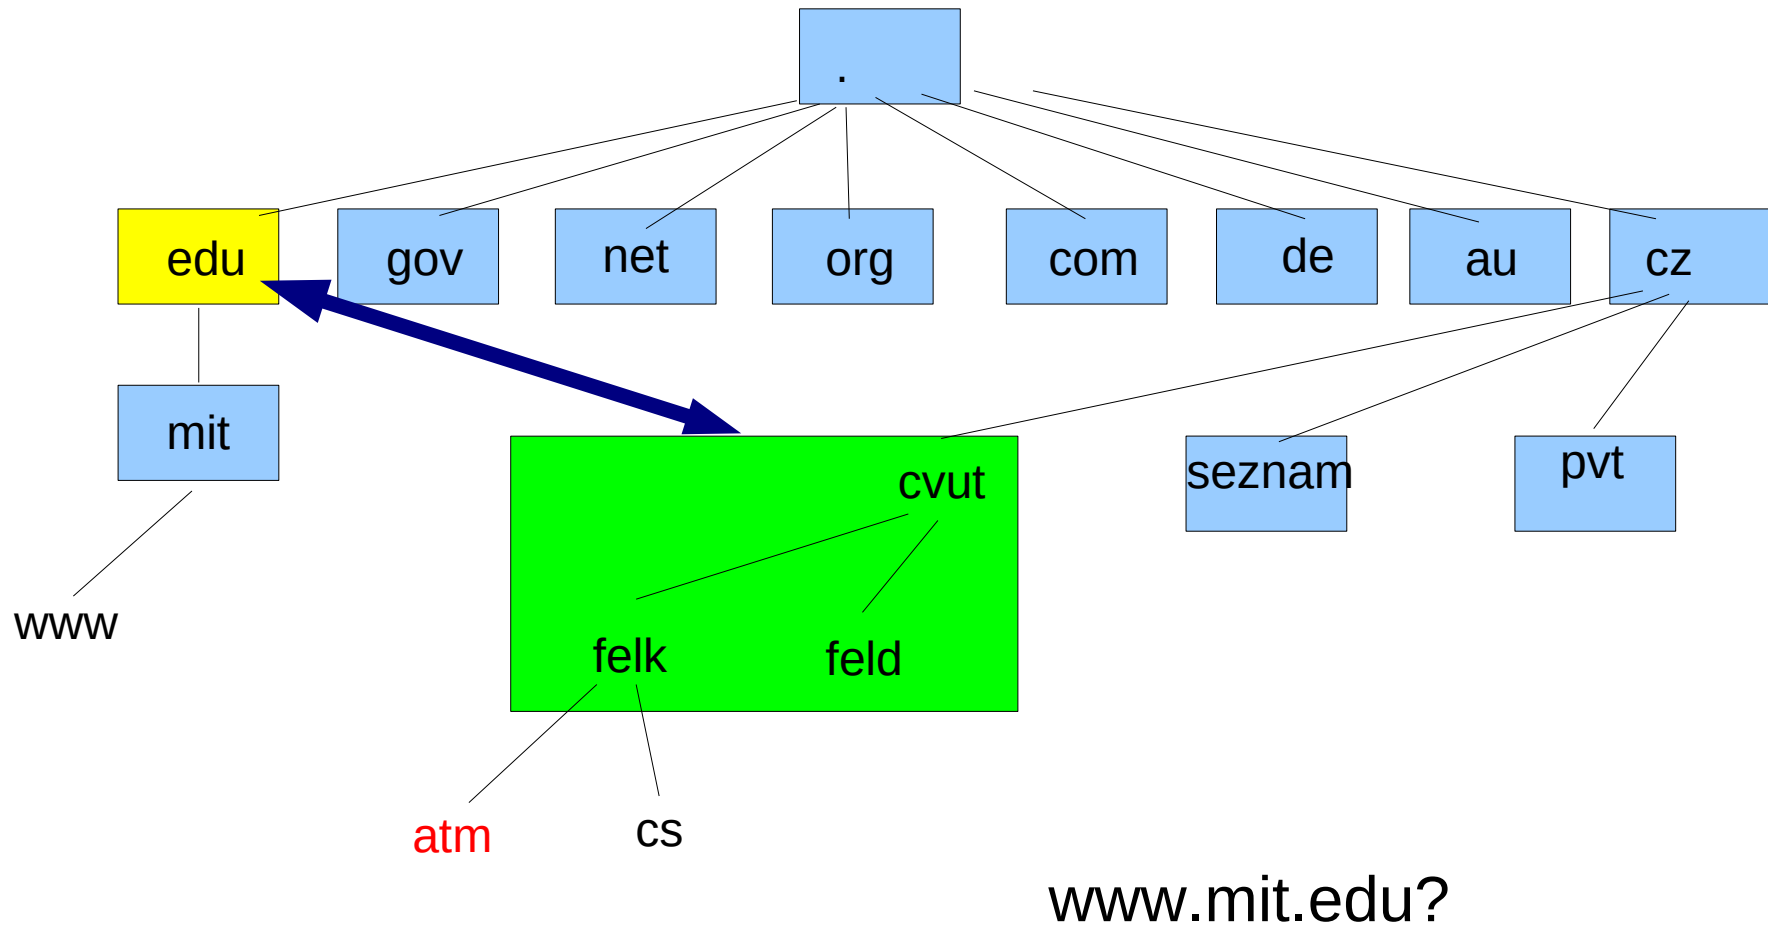 .
edu
gov
net
org
com
de
au
cz
mit
cvut
seznam
pvt
www
felk
feld
atm
cs
www.mit.edu?